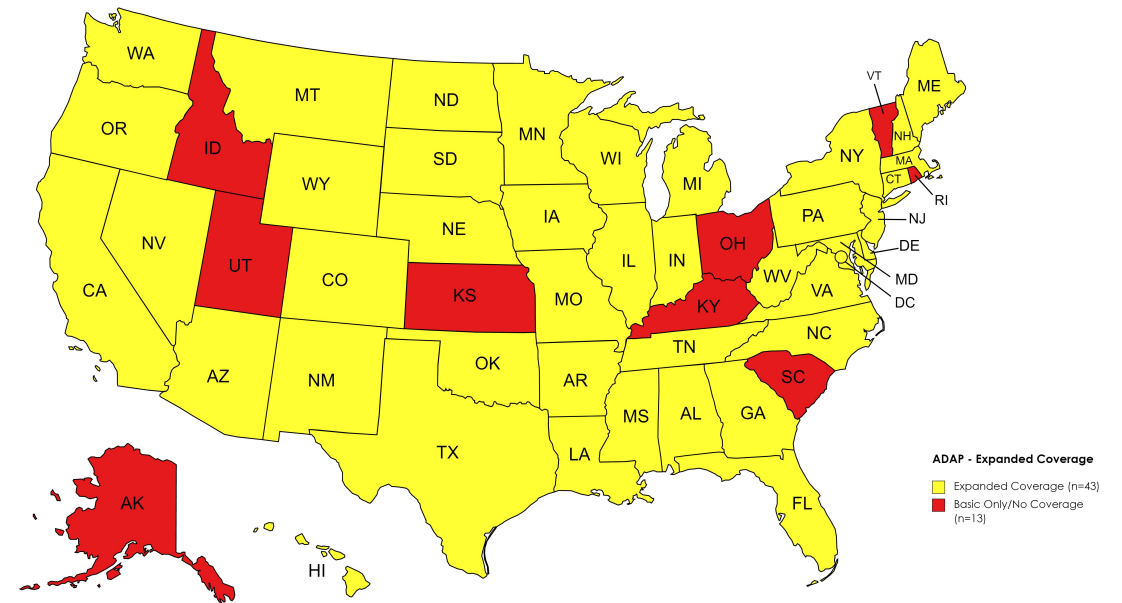 WA
MT
ND
MN
VT
ME
OR
ID
SD
WI
NH
NY
MA
WY
MI
CT
RI
NE
IA
PA
NJ
NV
UT
CO
IL
IN
OH
DE
WV
MD
CA
KS
MO
KY
VA
DC
NC
TN
AZ
NM
OK
AR
SC
MS
AL
GA
TX
LA
AK
FL
HI
ADAP - Expanded Coverage
Expanded Coverage (n=43)
Basic Only/No Coverage
(n=13)